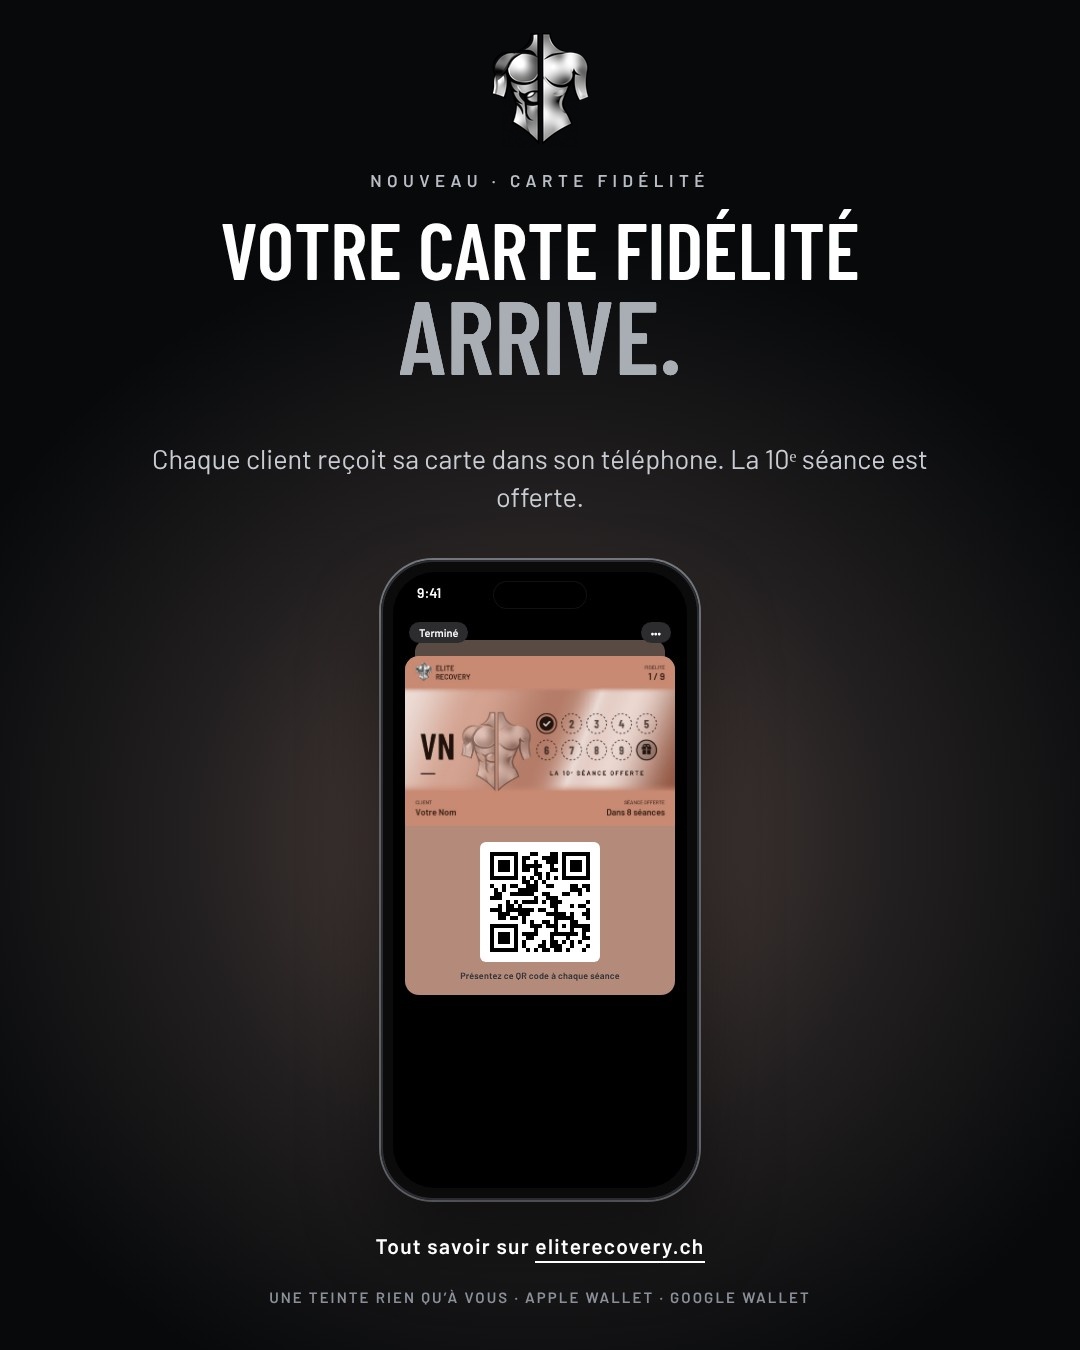 NOUVEAU · CARTE FIDÉLITÉ
VOTRE CARTE FIDÉLITÉ
ARRIVE.
Chaque client reçoit sa carte dans son téléphone. La 10ᵉ séance est
offerte.
9:41
Terminé
•••
ELITE
RECOVERY
FIDÉLITÉ
1 / 9
VN
2 3 4 5
6 7 8 9
LA 10ᵉ SÉANCE OFFERTE
CLIENT
Votre Nom
SÉANCE OFFERTE
Dans 8 séances
Présentez ce QR code à chaque séance
Tout savoir sur eliterecovery.ch
UNE TEINTE RIEN QU'À VOUS · APPLE WALLET · GOOGLE WALLET